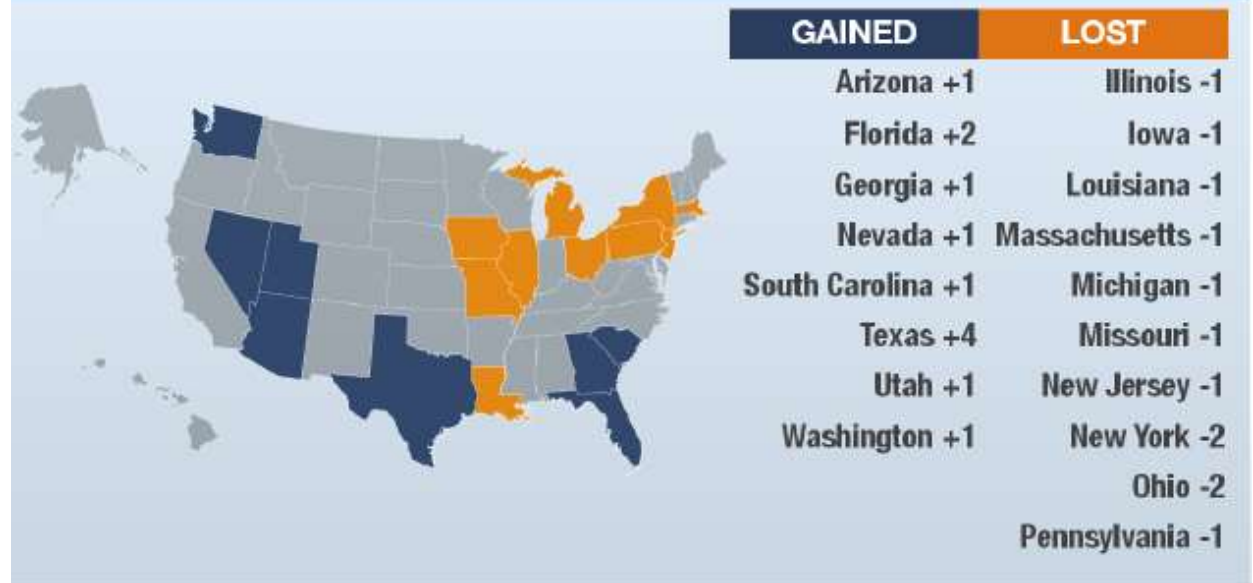 GAINED LOST
Arizona +1 Illinois -1
Florida +2 Iowa -1
Georgia +1 Louisiana -1
Nevada +1 Massachusetts -1
South Carolina +1 Michigan -1
Texas +4 Missouri -1
Utah +1 New Jersey -1
Washington +1 New York -2
Ohio -2
Pennsylvania -1